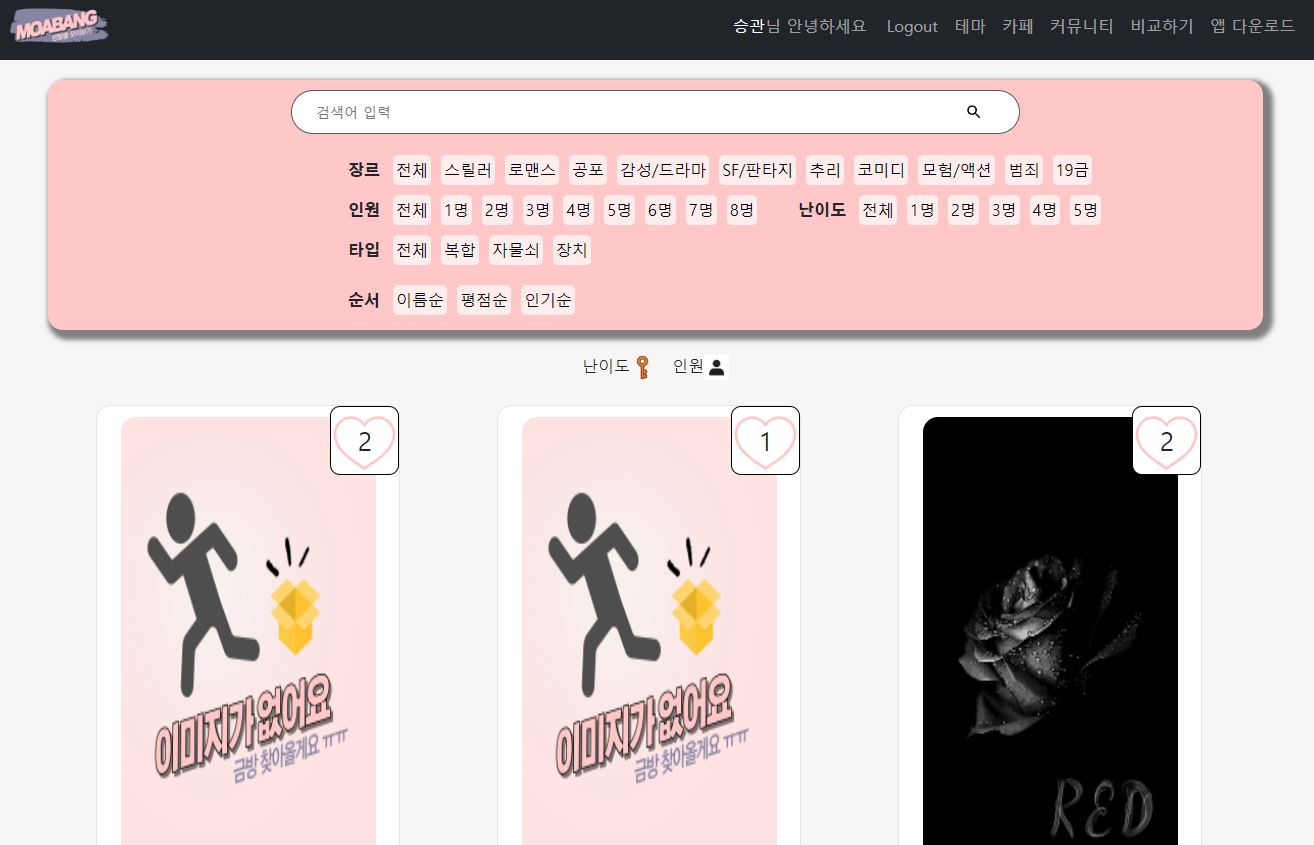 MOABANG
방탈출 모아보기
승관님 안녕하세요 Logout 테마 카페 커뮤니티 비교하기 앱 다운로드
검색어 입력
장르 전체 스릴러 로맨스 공포 감성/드라마 SF/판타지 추리 코미디 모험/액션 범죄 19금
인원 전체 1명 2명 3명 4명 5명 6명 7명 8명 난이도 전체 1명 2명 3명 4명 5명
타입 전체 복합 자물쇠 장치
순서 이름순 평점순 인기순
난이도 인원
2 1 2
이미지가 없어요 이미지가 없어요
금방 찾아올게요 ㅠㅠ 금방 찾아올게요 ㅠㅠ
RED